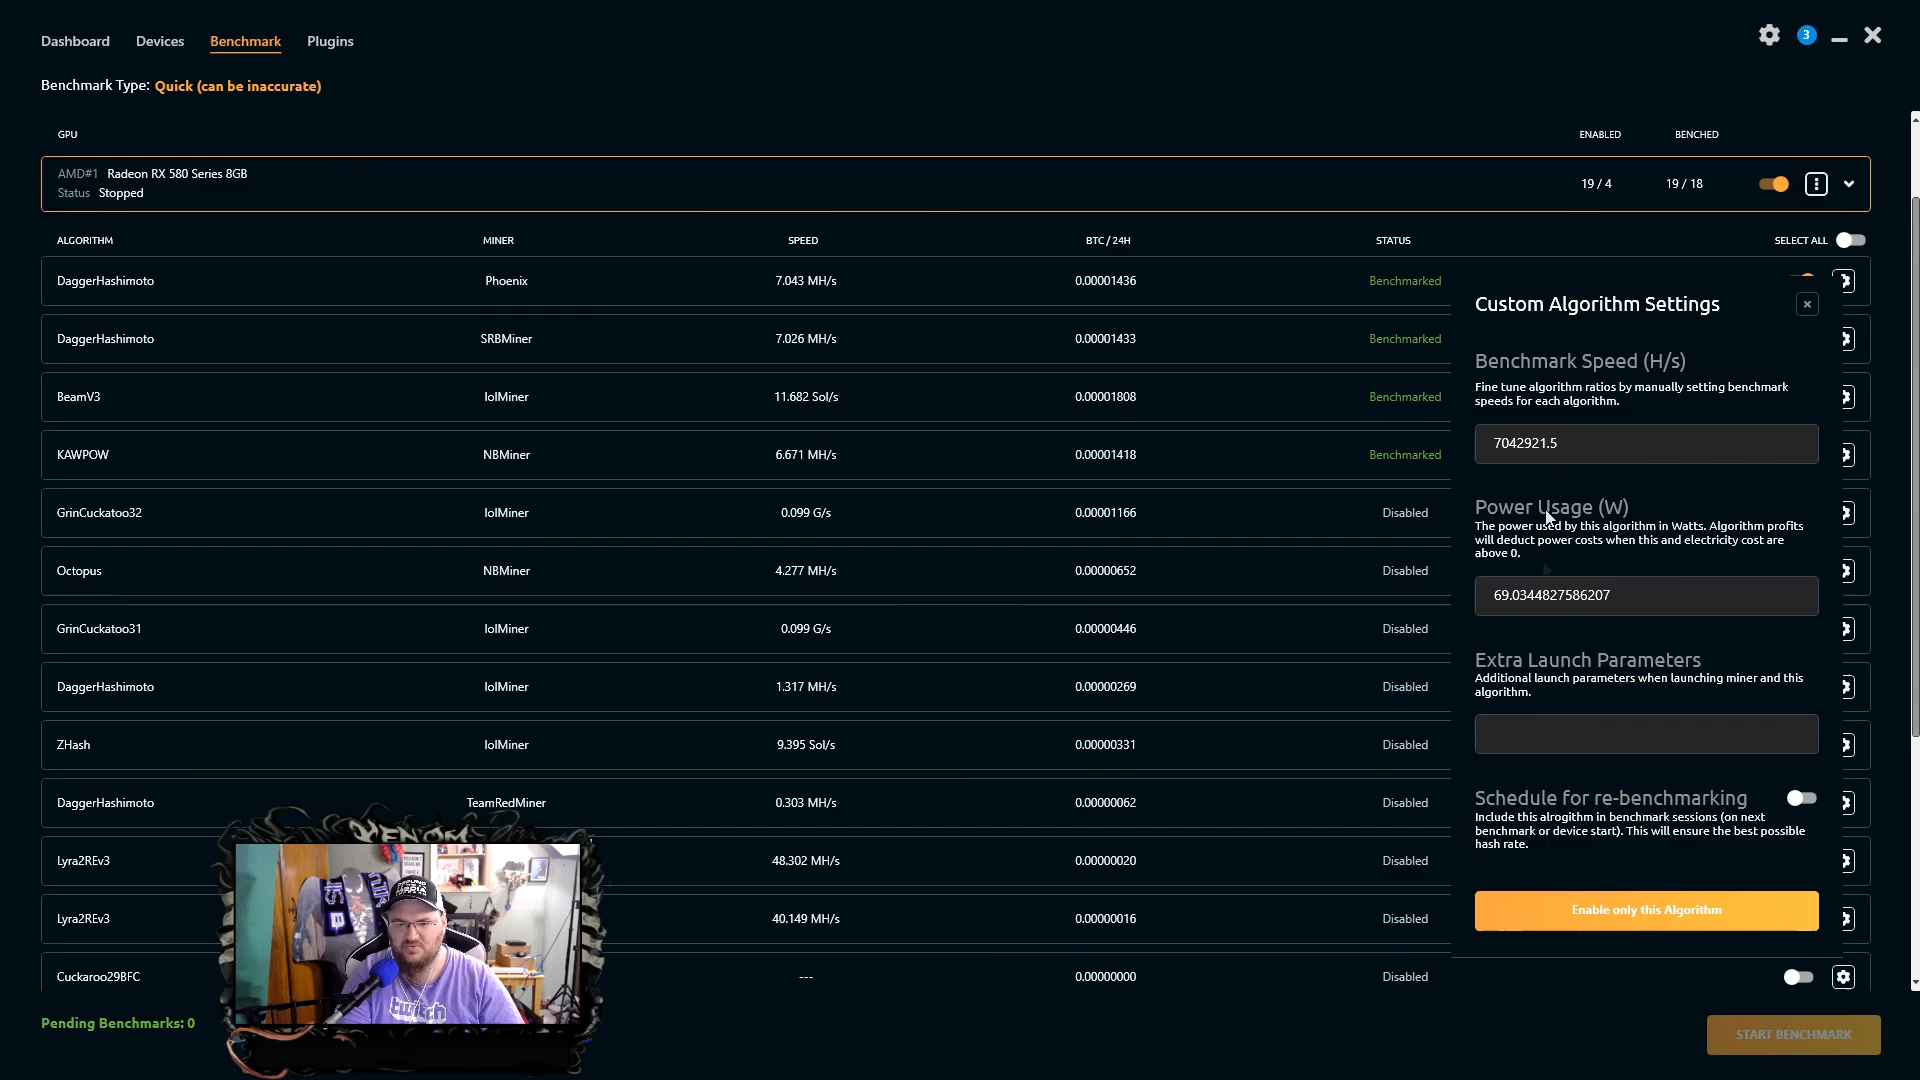 Dashboard Devices Benchmark Plugins 3
Benchmark Type: Quick (can be inaccurate)
GPU ENABLED BENCHED
AMD#1 Radeon RX 580 Series 8GB
Status Stopped
19 / 4 19 / 18
ALGORITHM MINER SPEED BTC / 24H STATUS SELECT ALL
DaggerHashimoto Phoenix 7.043 MH/s 0.00001436 Benchmarked
DaggerHashimoto SRBMiner 7.026 MH/s 0.00001433 Benchmarked
BeamV3 lolMiner 11.682 Sol/s 0.00001808 Benchmarked
KAWPOW NBMiner 6.671 MH/s 0.00001418 Benchmarked
GrinCuckatoo32 lolMiner 0.099 G/s 0.00001166 Disabled
Octopus NBMiner 4.277 MH/s 0.00000652 Disabled
GrinCuckatoo31 lolMiner 0.099 G/s 0.00000446 Disabled
DaggerHashimoto lolMiner 1.317 MH/s 0.00000269 Disabled
ZHash lolMiner 9.395 Sol/s 0.00000331 Disabled
DaggerHashimoto TeamRedMiner 0.303 MH/s 0.00000062 Disabled
Lyra2REv3 48.302 MH/s 0.00000020 Disabled
Lyra2REv3 40.149 MH/s 0.00000016 Disabled
Cuckaroo29BFC --- 0.00000000 Disabled
Custom Algorithm Settings
Benchmark Speed (H/s)
Fine tune algorithm ratios by manually setting benchmark
speeds for each algorithm.
7042921.5
Power Usage (W)
The power used by this algorithm in Watts. Algorithm profits
will deduct power costs when this and electricity cost are
above 0.
69.0344827586207
Extra Launch Parameters
Additional launch parameters when launching miner and this
algorithm.
Schedule for re-benchmarking
Include this alrogithm in benchmark sessions (on next
benchmark or device start). This will ensure the best possible
hash rate.
Enable only this Algorithm
Pending Benchmarks: 0
START BENCHMARK
VENOM
twitch